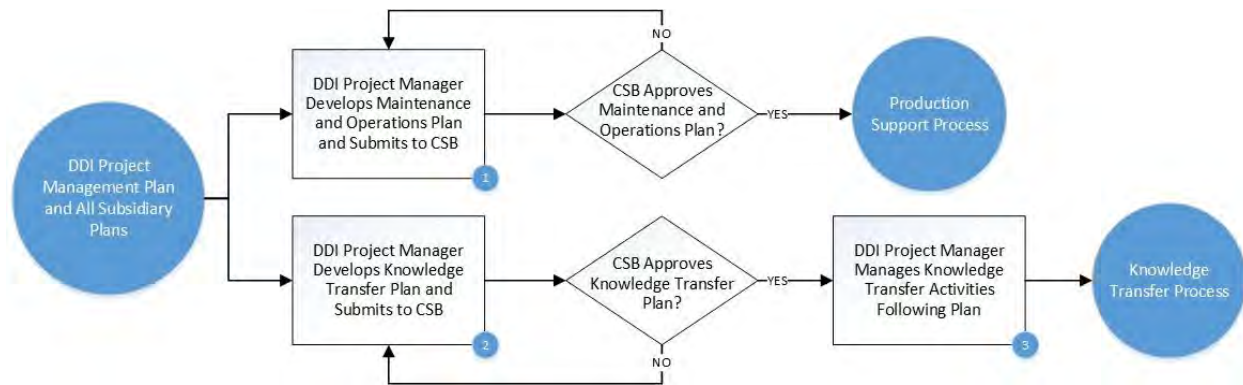 NO
DDI Project Manager
Develops Maintenance
and Operations Plan
and Submits to CSB
1
CSB Approves
Maintenance and
Operations Plan?
YES
Production
Support Process
DDI Project
Management Plan
and All Subsidiary
Plans
DDI Project Manager
Develops Knowledge
Transfer Plan and
Submits to CSB
2
CSB Approves
Knowledge Transfer
Plan?
YES
NO
DDI Project Manager
Manages Knowledge
Transfer Activities
Following Plan
3
Knowledge
Transfer Process